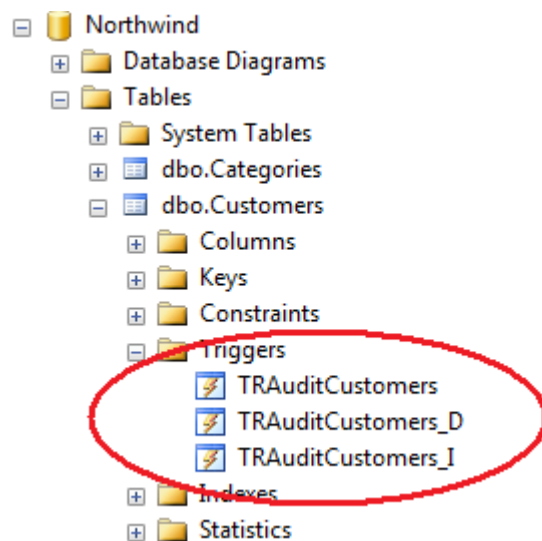 Northwind
Database Diagrams
Tables
System Tables
dbo.Categories
dbo.Customers
Columns
Keys
Constraints
Triggers
TRAuditCustomers
TRAuditCustomers_D
TRAuditCustomers_I
Indexes
Statistics